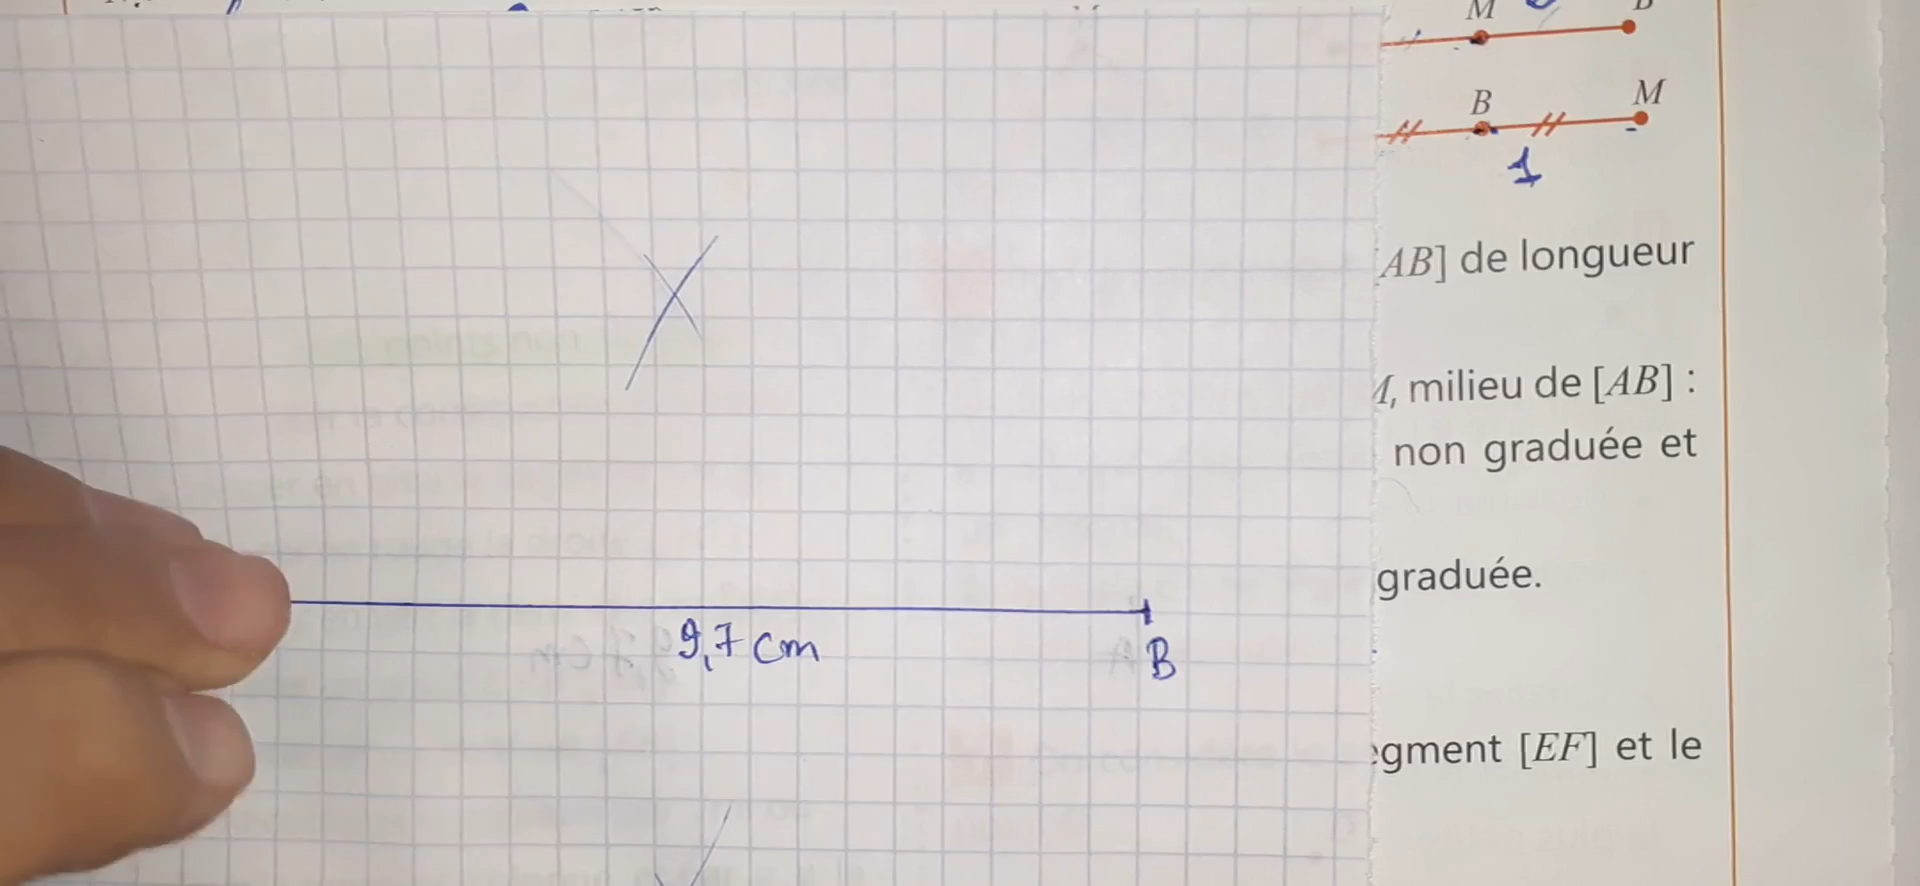 M
B M
1
[AB] de longueur
M, milieu de [AB] :
non graduée et
graduée.
9,7 cm
B
gment [EF] et le